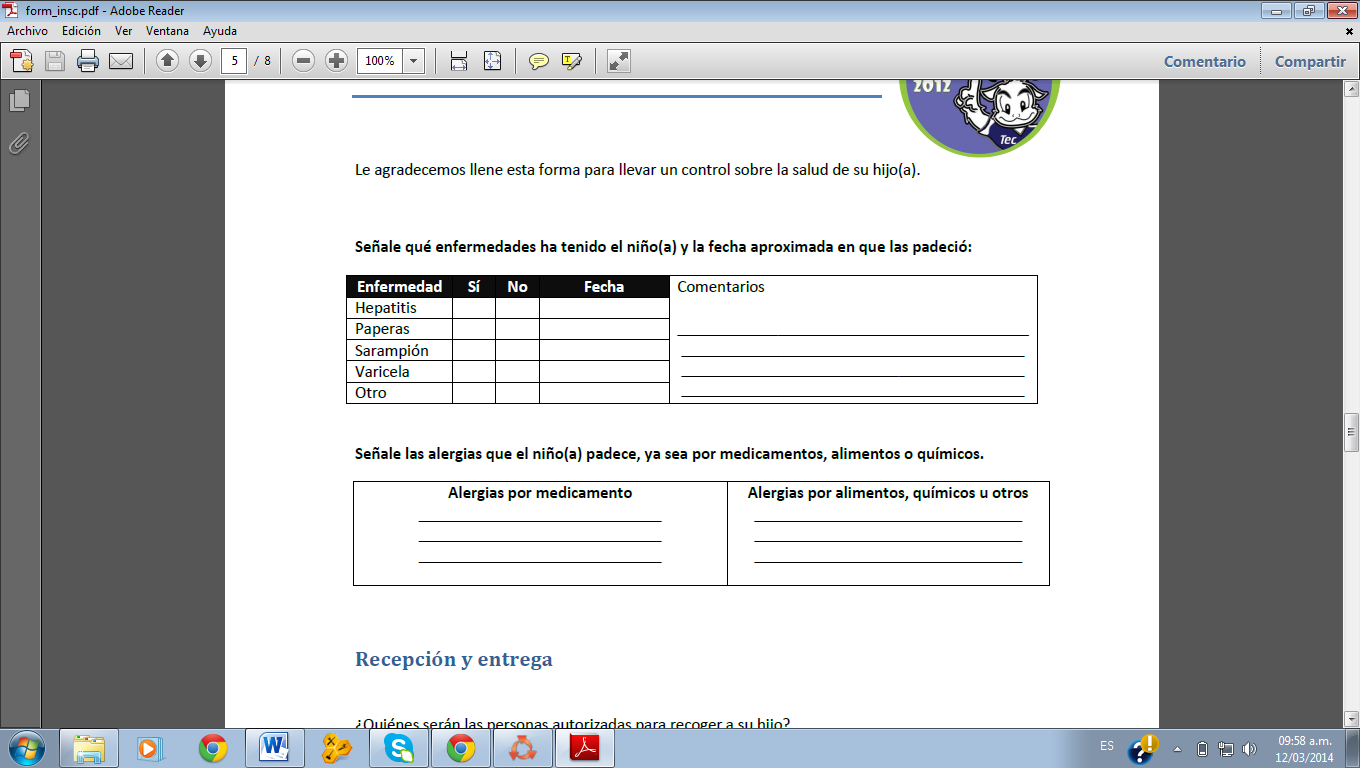 form_insc.pdf - Adobe Reader
Archivo Edición Ver Ventana Ayuda
5 / 8 100% Comentario Compartir
2012
Tec
Le agradecemos llene esta forma para llevar un control sobre la salud de su hijo(a).
Señale qué enfermedades ha tenido el niño(a) y la fecha aproximada en que las padeció:
Enfermedad Sí No Fecha Comentarios
Hepatitis
Paperas
Sarampión
Varicela
Otro
Señale las alergias que el niño(a) padece, ya sea por medicamentos, alimentos o químicos.
Alergias por medicamento Alergias por alimentos, químicos u otros
Recepción y entrega
¿Quiénes serán las personas autorizadas para recoger a su hijo?
ES 09:58 a.m.
12/03/2014